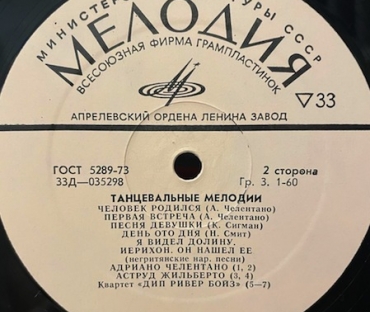 МИНИСТЕРСТВО КУЛЬТУРЫ СССР
МЕЛОДИЯ
ВСЕСОЮЗНАЯ ФИРМА ГРАМПЛАСТИНОК
▽33
АПРЕЛЕВСКИЙ ОРДЕНА ЛЕНИНА ЗАВОД
ГОСТ 5289-73
2 сторона
33Д—035298
Гр. 3. 1-60
ТАНЦЕВАЛЬНЫЕ МЕЛОДИИ
ЧЕЛОВЕК РОДИЛСЯ (А. Челентано)
ПЕРВАЯ ВСТРЕЧА (А. Челентано)
ПЕСНЯ ДЕВУШКИ (К. Сигман)
ДЕНЬ ОТО ДНЯ (Н. Смит)
Я ВИДЕЛ ДОЛИНУ,
ИЕРИХОН, ОН НАШЕЛ ЕЕ
(негритянские нар. песни)
АДРИАНО ЧЕЛЕНТАНО (1, 2)
АСТРУД ЖИЛЬБЕРТО (3, 4)
Квартет «ДИП РИВЕР БОЙЗ» (5—7)